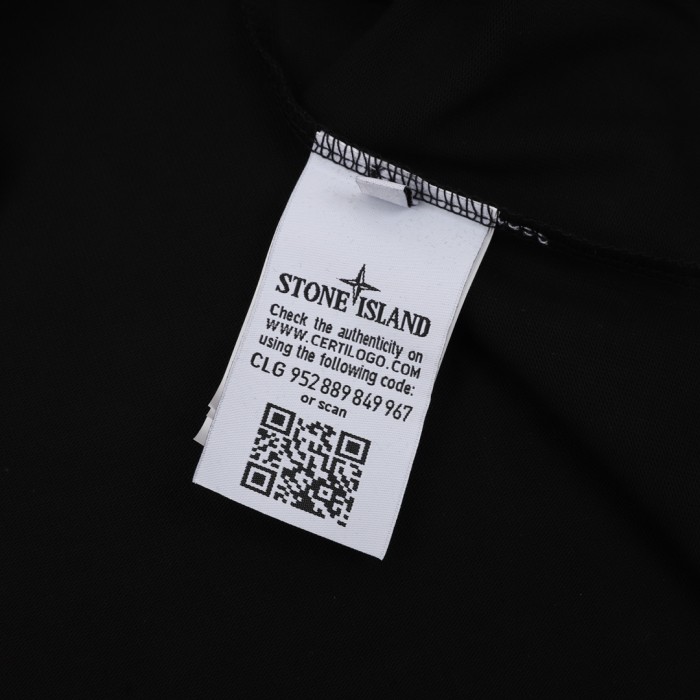 STONE ISLAND
Check the authenticity on
WWW.CERTILOGO.COM
using the following code:
CLG 952 889 849 967
or scan